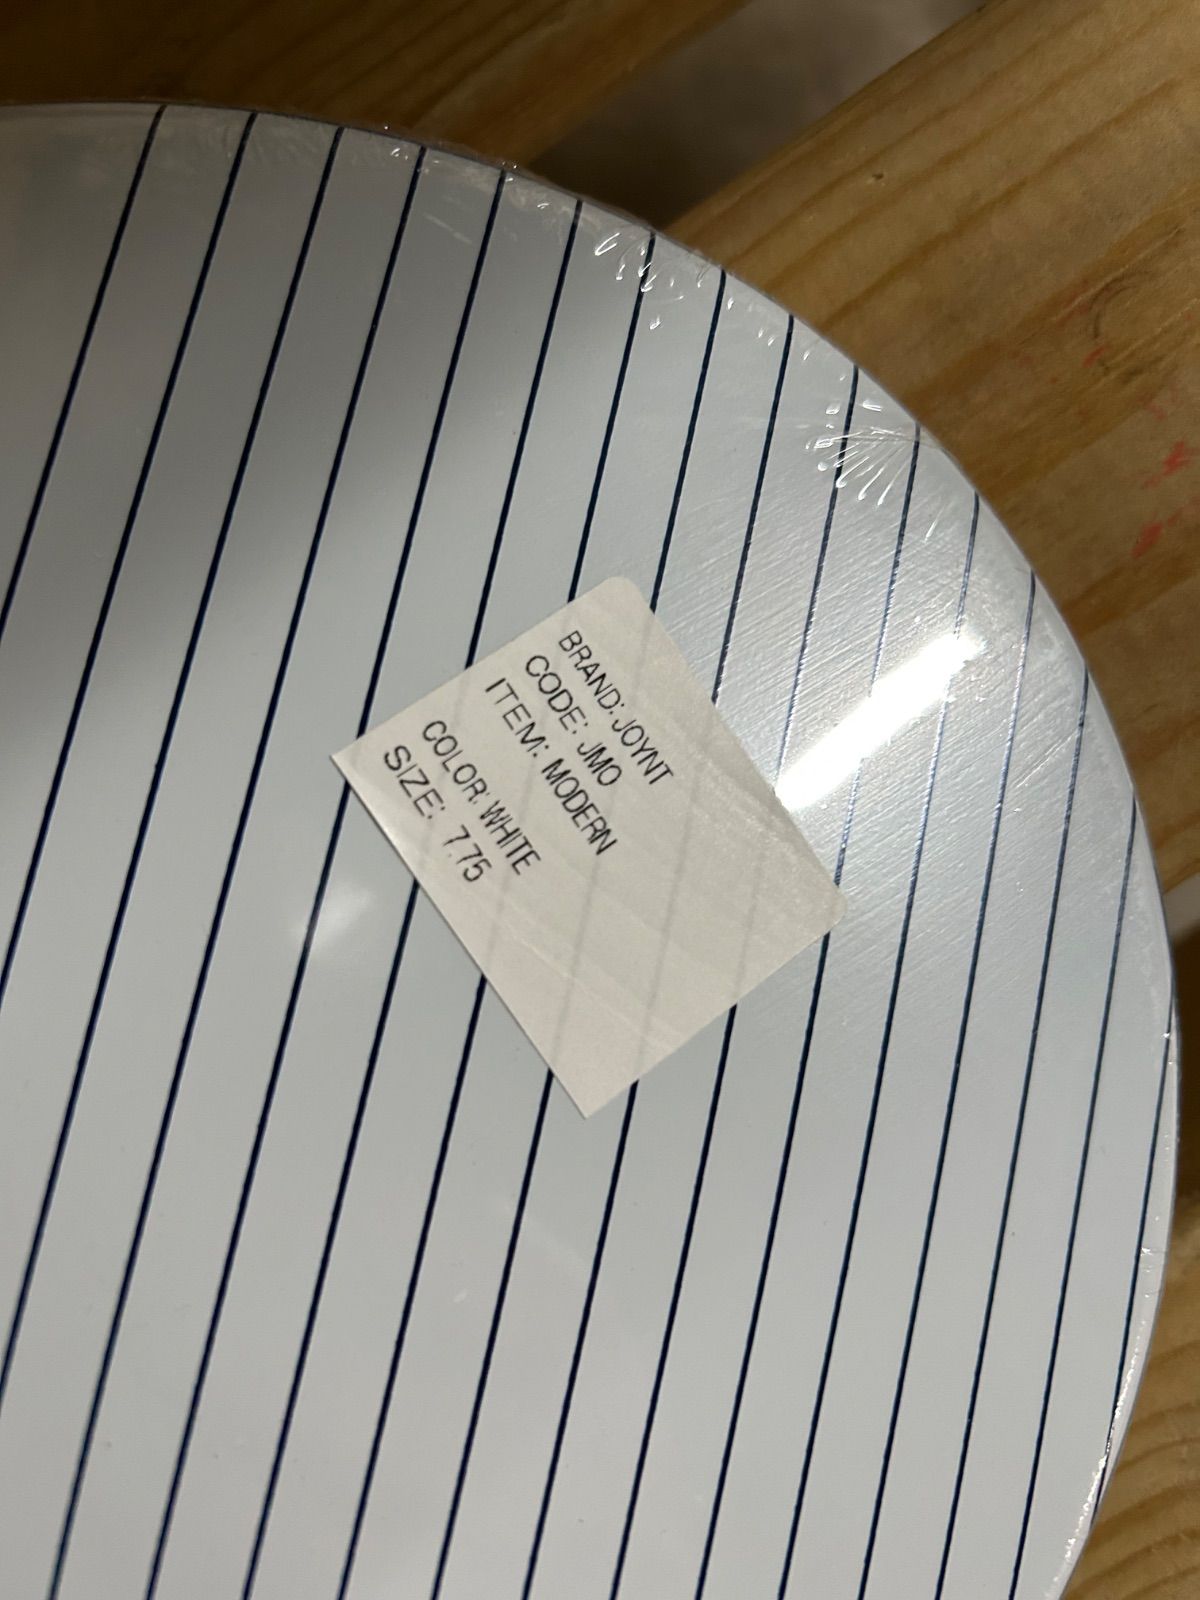 BRAND: JOYNT
CODE: JMO
ITEM: MODERN
COLOR: WHITE
SIZE: 7.75